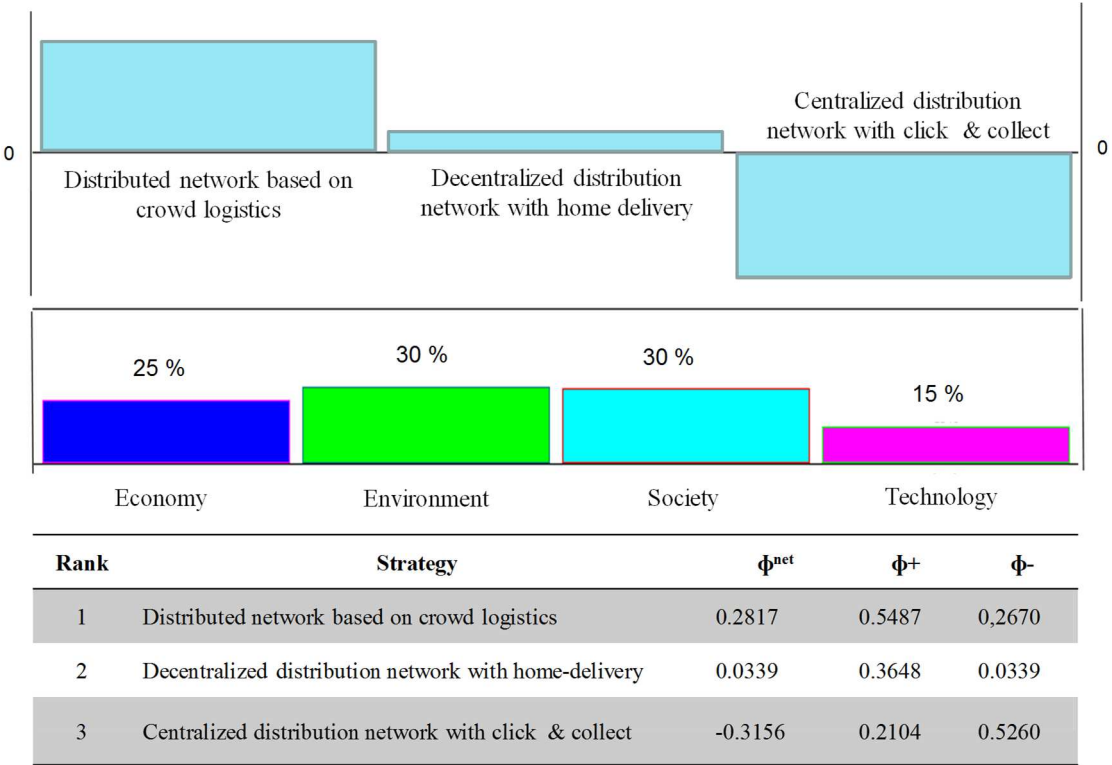 0
0
Centralized distribution
network with click & collect
Distributed network based on
crowd logistics
Decentralized distribution
network with home delivery
25 %
30 %
30 %
15 %
Economy
Environment
Society
Technology
Rank Strategy ϕnet ϕ+ ϕ-
1 Distributed network based on crowd logistics 0.2817 0.5487 0,2670
2 Decentralized distribution network with home-delivery 0.0339 0.3648 0.0339
3 Centralized distribution network with click & collect -0.3156 0.2104 0.5260